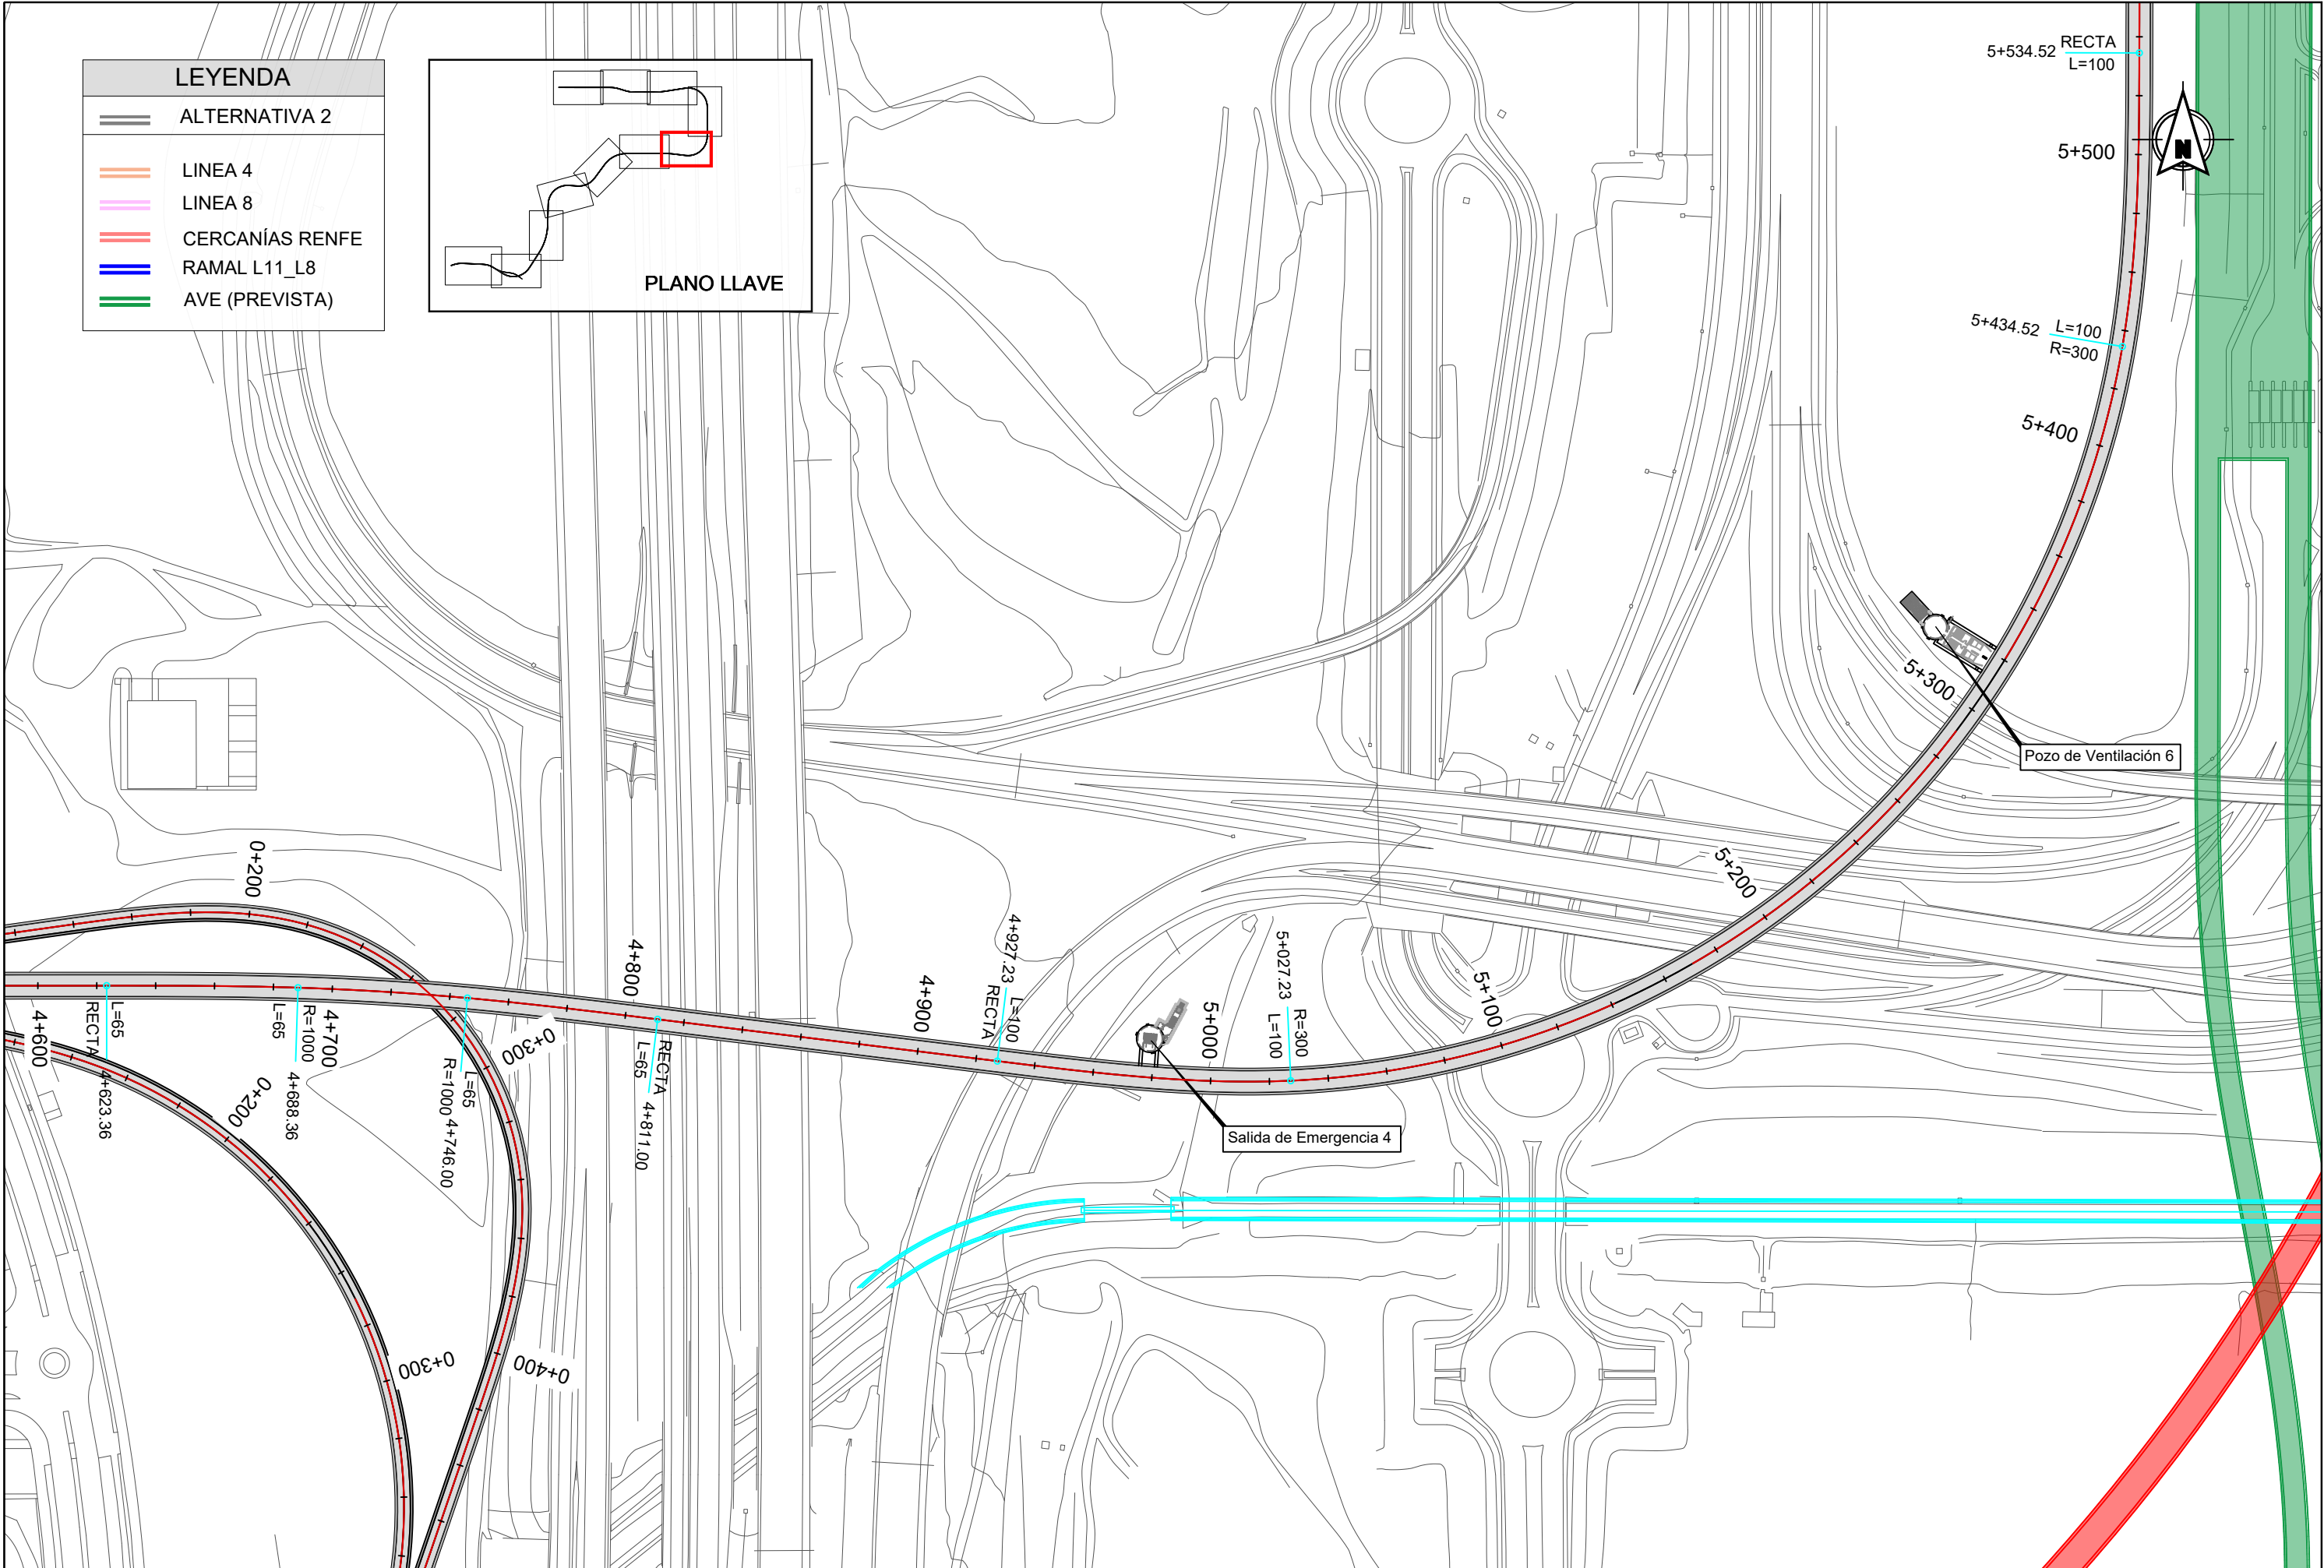 LEYENDA
ALTERNATIVA 2
LINEA 4
LINEA 8
CERCANÍAS RENFE
RAMAL L11_L8
AVE (PREVISTA)
PLANO LLAVE
5+534.52
RECTA
L=100
N
5+500
5+434.52
L=100
R=300
5+400
5+300
Pozo de Ventilación 6
5+200
5+100
5+027.23
R=300
L=100
5+000
Salida de Emergencia 4
4+927.23
L=100
RECTA
4+900
4+800
RECTA
L=65
4+811.00
0+200
0+300
L=65
R=1000
4+746.00
4+700
R=1000
L=65
4+688.36
L=65
RECTA
4+623.36
4+600
0+200
0+300
0+400